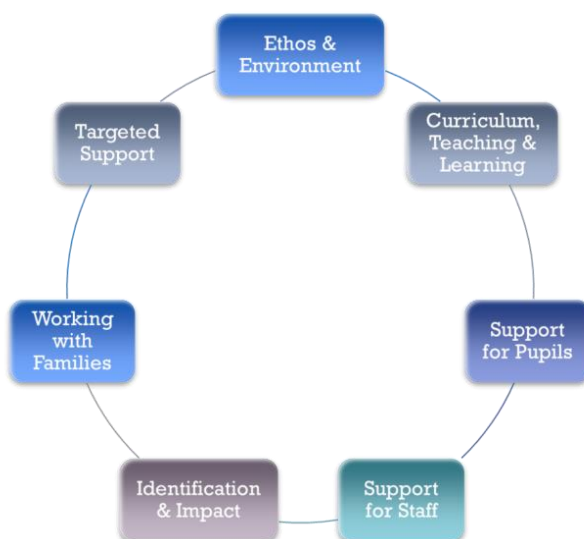 Ethos &
Environment
Curriculum,
Teaching &
Learning
Support
for Pupils
Support
for Staff
Identification
& Impact
Working
with
Families
Targeted
Support